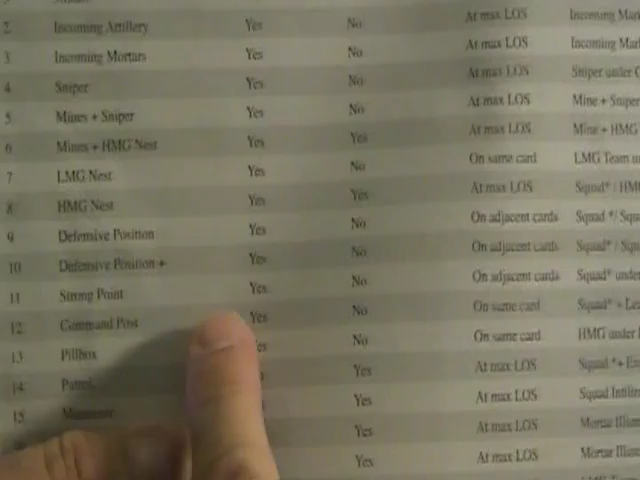 2 Incoming Artillery Yes No At max LOS Incoming Mar
3 Incoming Mortars Yes No At max LOS Incoming Mar
4 Sniper Yes No At max LOS Sniper under
5 Mines + Sniper Yes No At max LOS Mine + Sniper
6 Mines + HMG Nest Yes Yes At max LOS Mine + HMG
7 LMG Nest Yes No On same card LMG Team
8 HMG Nest Yes Yes At max LOS Squad* / HM
9 Defensive Position Yes No On adjacent cards Squad */ Squa
10 Defensive Position + Yes No On adjacent cards Squad* / Squ
11 Strong Point Yes No On adjacent cards Squad* unde
12 Command Post Yes No On same card Squad* + Le
13 Pillbox es No On same card HMG under
14 Patrol Yes At max LOS Squad *+ Ex
15 Yes At max LOS Squad Infiltr
Yes At max LOS Mortar Illum
Yes At max LOS Mortar Illum